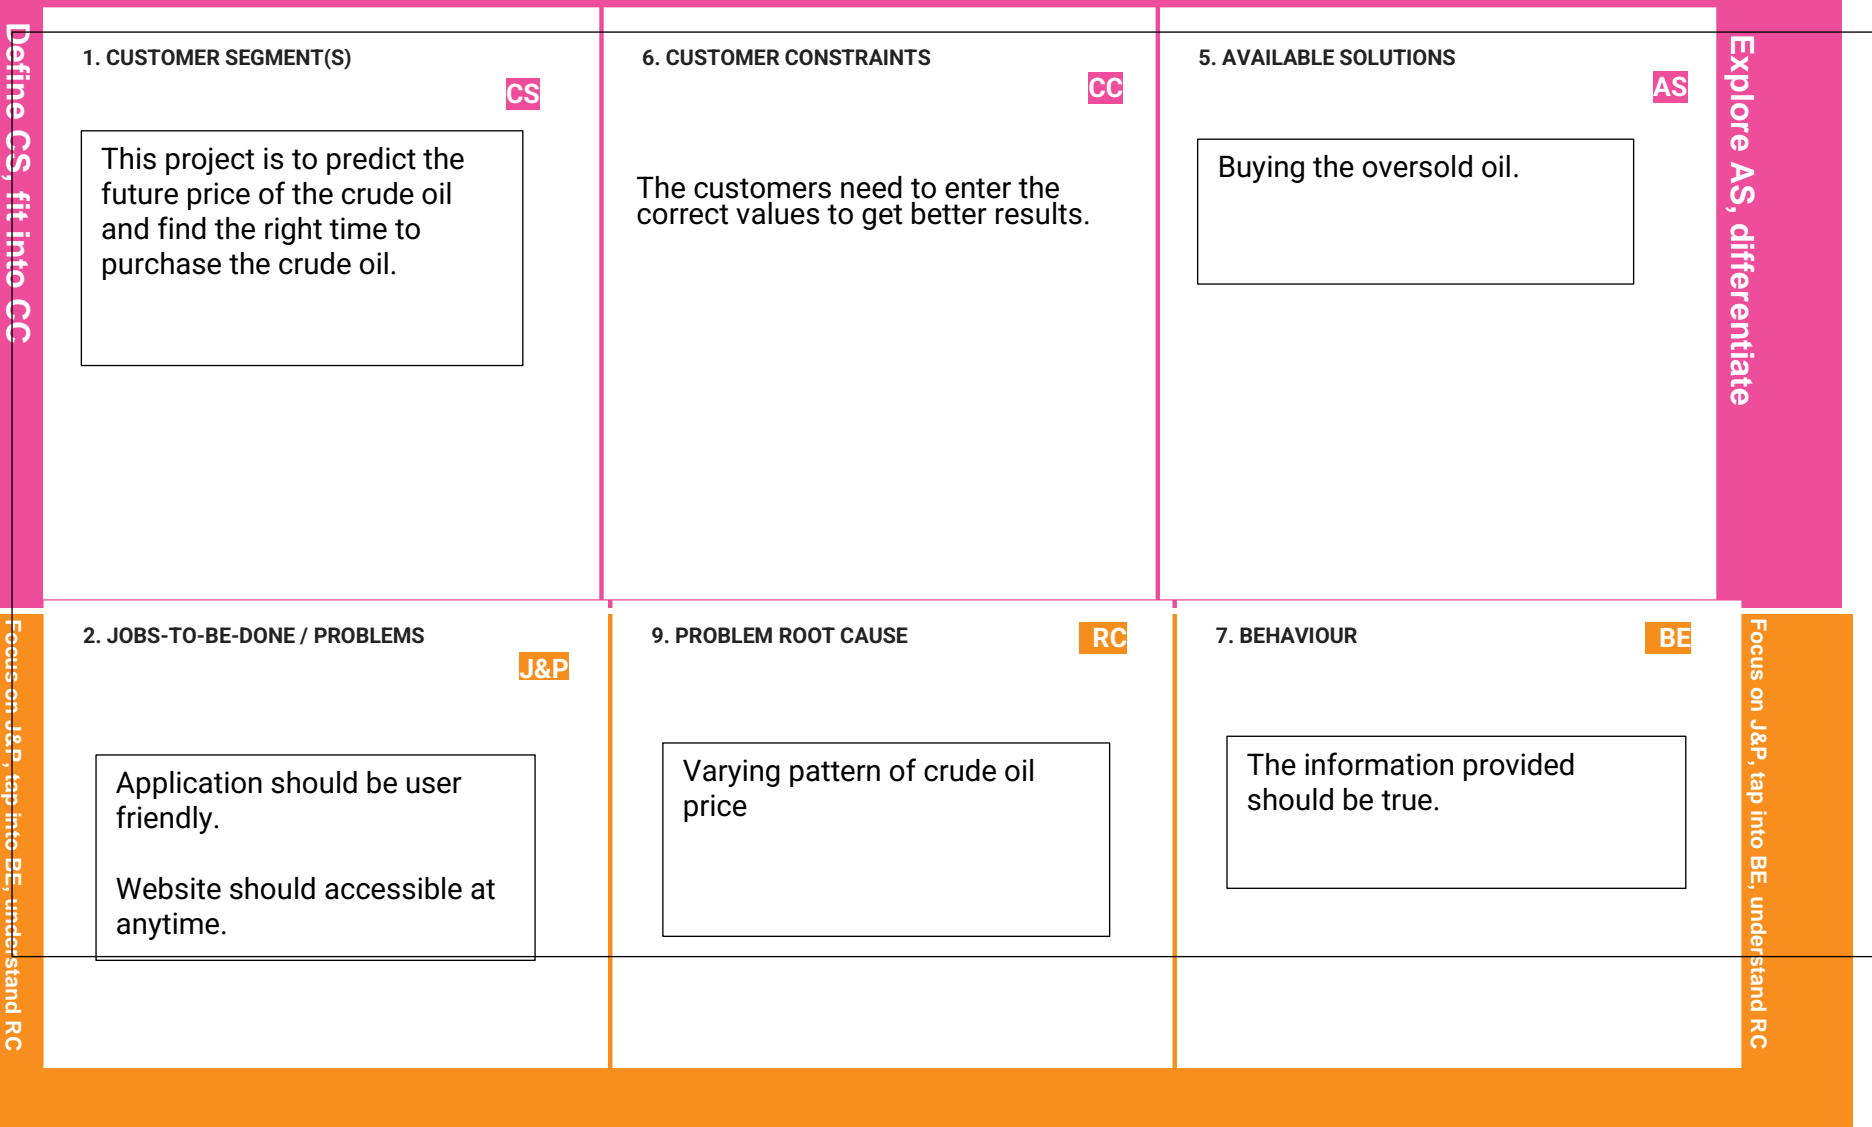 Define CS, fit into CC
1. CUSTOMER SEGMENT(S)
CS
This project is to predict the
future price of the crude oil
and find the right time to
purchase the crude oil.
6. CUSTOMER CONSTRAINTS
CC
The customers need to enter the
correct values to get better results.
5. AVAILABLE SOLUTIONS
AS
Buying the oversold oil.
Explore AS, differentiate
Focus on J&P, tap into BE, understand RC
2. JOBS-TO-BE-DONE / PROBLEMS
J&P
Application should be user
friendly.
Website should accessible at
anytime.
9. PROBLEM ROOT CAUSE
RC
Varying pattern of crude oil
price
7. BEHAVIOUR
BE
The information provided
should be true.
Focus on J&P, tap into BE, understand RC